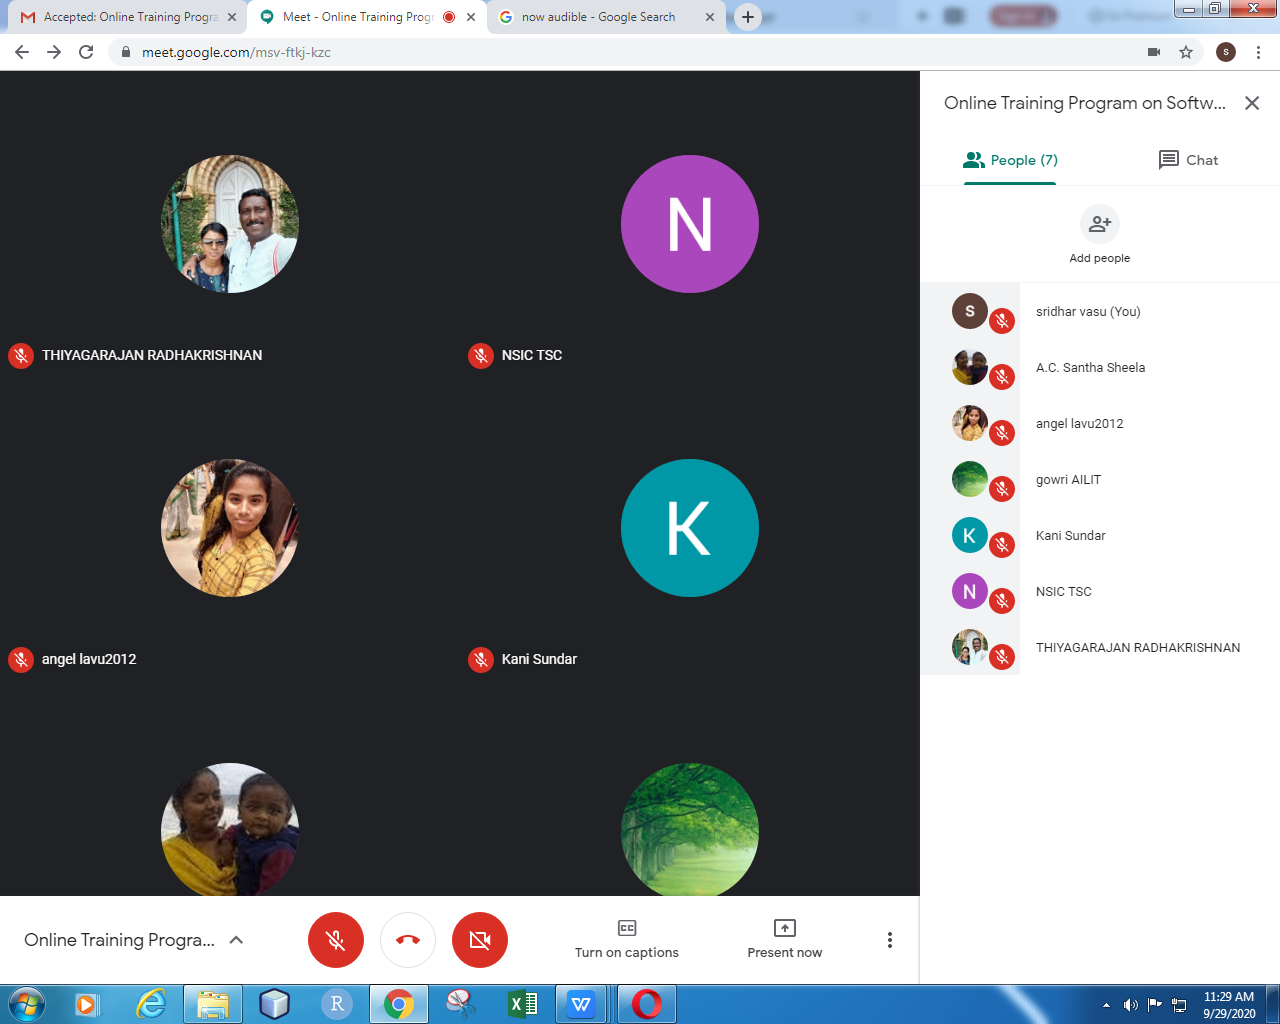 Accepted: Online Training Progra
Meet - Online Training Progr
now audible - Google Search
meet.google.com/msv-ftkj-kzc
S
Online Training Program on Softw...
People (7)
Chat
Add people
S
sridhar vasu (You)
A.C. Santha Sheela
angel lavu2012
gowri AILIT
K
Kani Sundar
N
NSIC TSC
THIYAGARAJAN RADHAKRISHNAN
N
THIYAGARAJAN RADHAKRISHNAN
NSIC TSC
K
angel lavu2012
Kani Sundar
Online Training Progra...
CC
Turn on captions
Present now
R
W
11:29 AM
9/29/2020